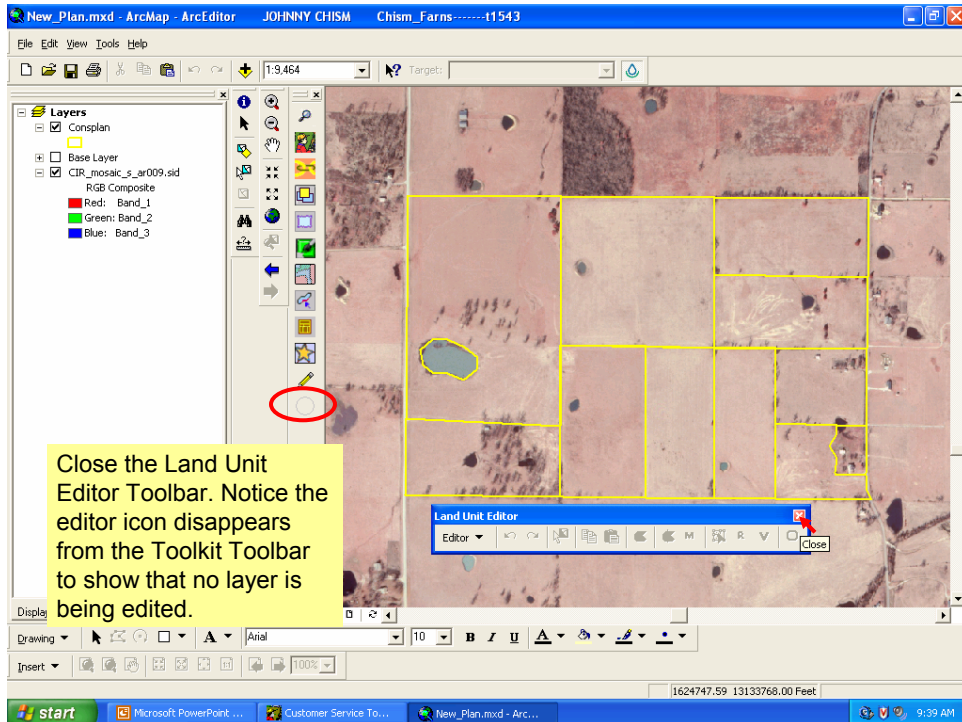 New_Plan.mxd - ArcMap - ArcEditor JOHNNY CHISM Chism_Farns-------t1543
File Edit View Tools Help
1:9,464
Target:
Layers
Consplan
Base Layer
CIR_mosaic_s_ar009.sid
RGB Composite
Red: Band_1
Green: Band_2
Blue: Band_3
Close the Land Unit
Editor Toolbar. Notice the
editor icon disappears
from the Toolkit Toolbar
to show that no layer is
being edited.
Land Unit Editor
Editor
M R V
Close
Display
Drawing A Arial 10 B I U A
Insert 1:1 100%
1624747.59 13133768.00 Feet
start Microsoft PowerPoint ... Customer Service To... New_Plan.mxd - Arc... 9:39 AM